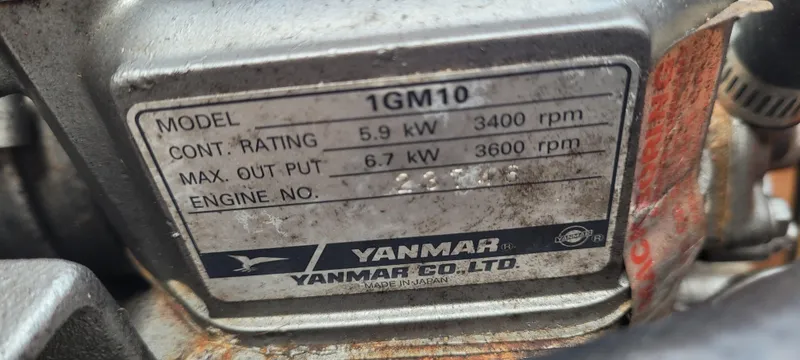 MODEL 1GM10
CONT. RATING 5.9 kW 3400 rpm
MAX. OUT PUT 6.7 kW 3600 rpm
ENGINE NO.
YANMAR ® YANMAR ®
YANMAR CO.,LTD.
MADE IN JAPAN